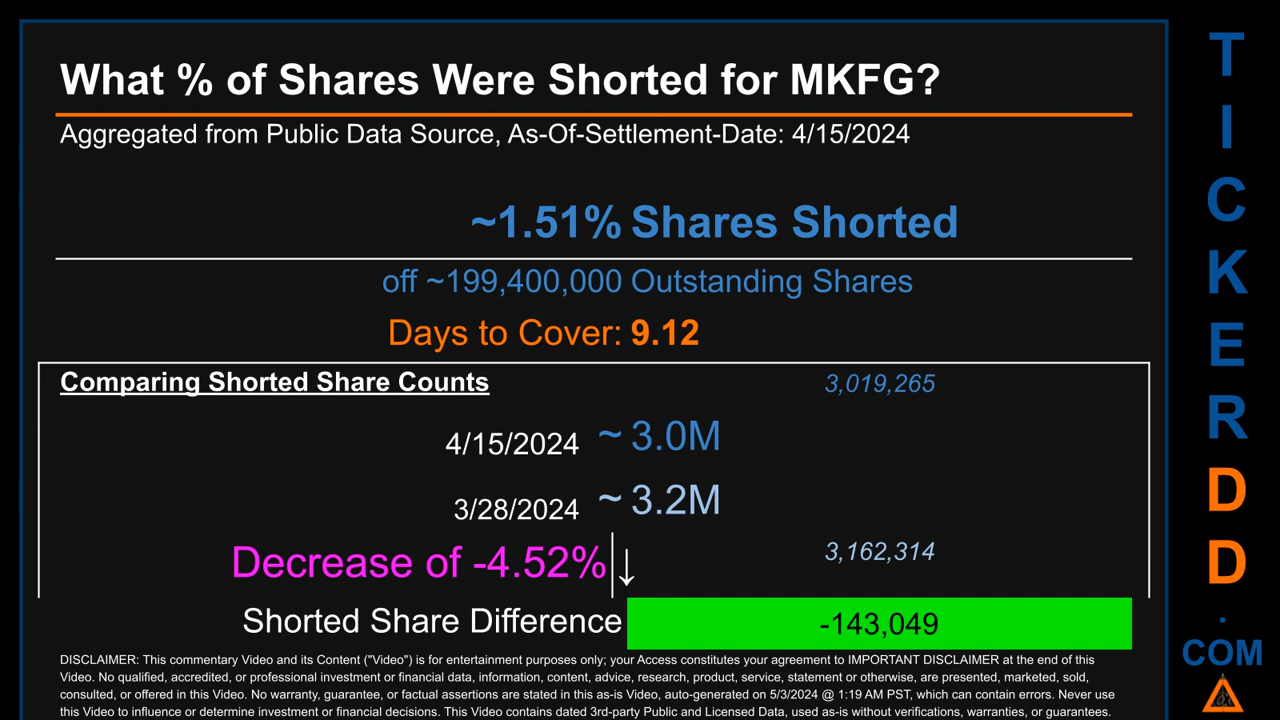 What % of Shares Were Shorted for MKFG?
Aggregated from Public Data Source, As-Of-Settlement-Date: 4/15/2024
~1.51% Shares Shorted
off ~199,400,000 Outstanding Shares
Days to Cover: 9.12
Comparing Shorted Share Counts
3,019,265
4/15/2024 ~ 3.0M
3/28/2024 ~ 3.2M
3,162,314
Decrease of -4.52% ↓
Shorted Share Difference -143,049
DISCLAIMER: This commentary Video and its Content ("Video") is for entertainment purposes only; your Access constitutes your agreement to IMPORTANT DISCLAIMER at the end of this
Video. No qualified, accredited, or professional investment or financial data, information, content, advice, research, product, service, statement or otherwise, are presented, marketed, sold,
consulted, or offered in this Video. No warranty, guarantee, or factual assertions are stated in this as-is Video, auto-generated on 5/3/2024 @ 1:19 AM PST, which can contain errors. Never use
this Video to influence or determine investment or financial decisions. This Video contains dated 3rd-party Public and Licensed Data, used as-is without verifications, warranties, or guarantees.
T
I
C
K
E
R
D
D
.
COM